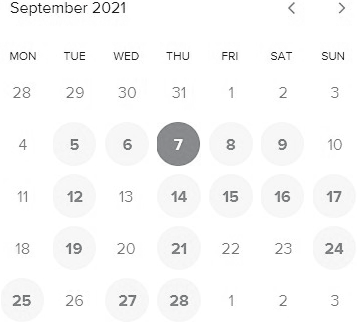 September 2021
MON TUE WED THU FRI SAT SUN
28 29 30 31 1 2 3
4 5 6 7 8 9 10
11 12 13 14 15 16 17
18 19 20 21 22 23 24
25 26 27 28 1 2 3